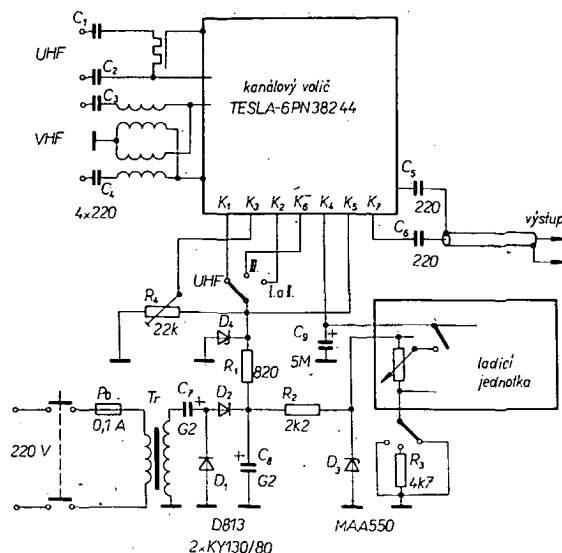 C1
UHF
C2
C3
VHF
C4
4×220
kanálový volič
TESLA-6PN38244
K1 K3 K2 K6 K4 K5 K7
C5
220
C6
220
výstup
UHF
III.
I. a II.
R4
22k
D4
R1
820
C9
5M
ladicí
jednotka
Po
0,1 A
Tr
C7
G2
D2
R2
2k2
220 V
D1
C8
G2
D3
R3
4k7
D813
2×KY130/80
MAA550